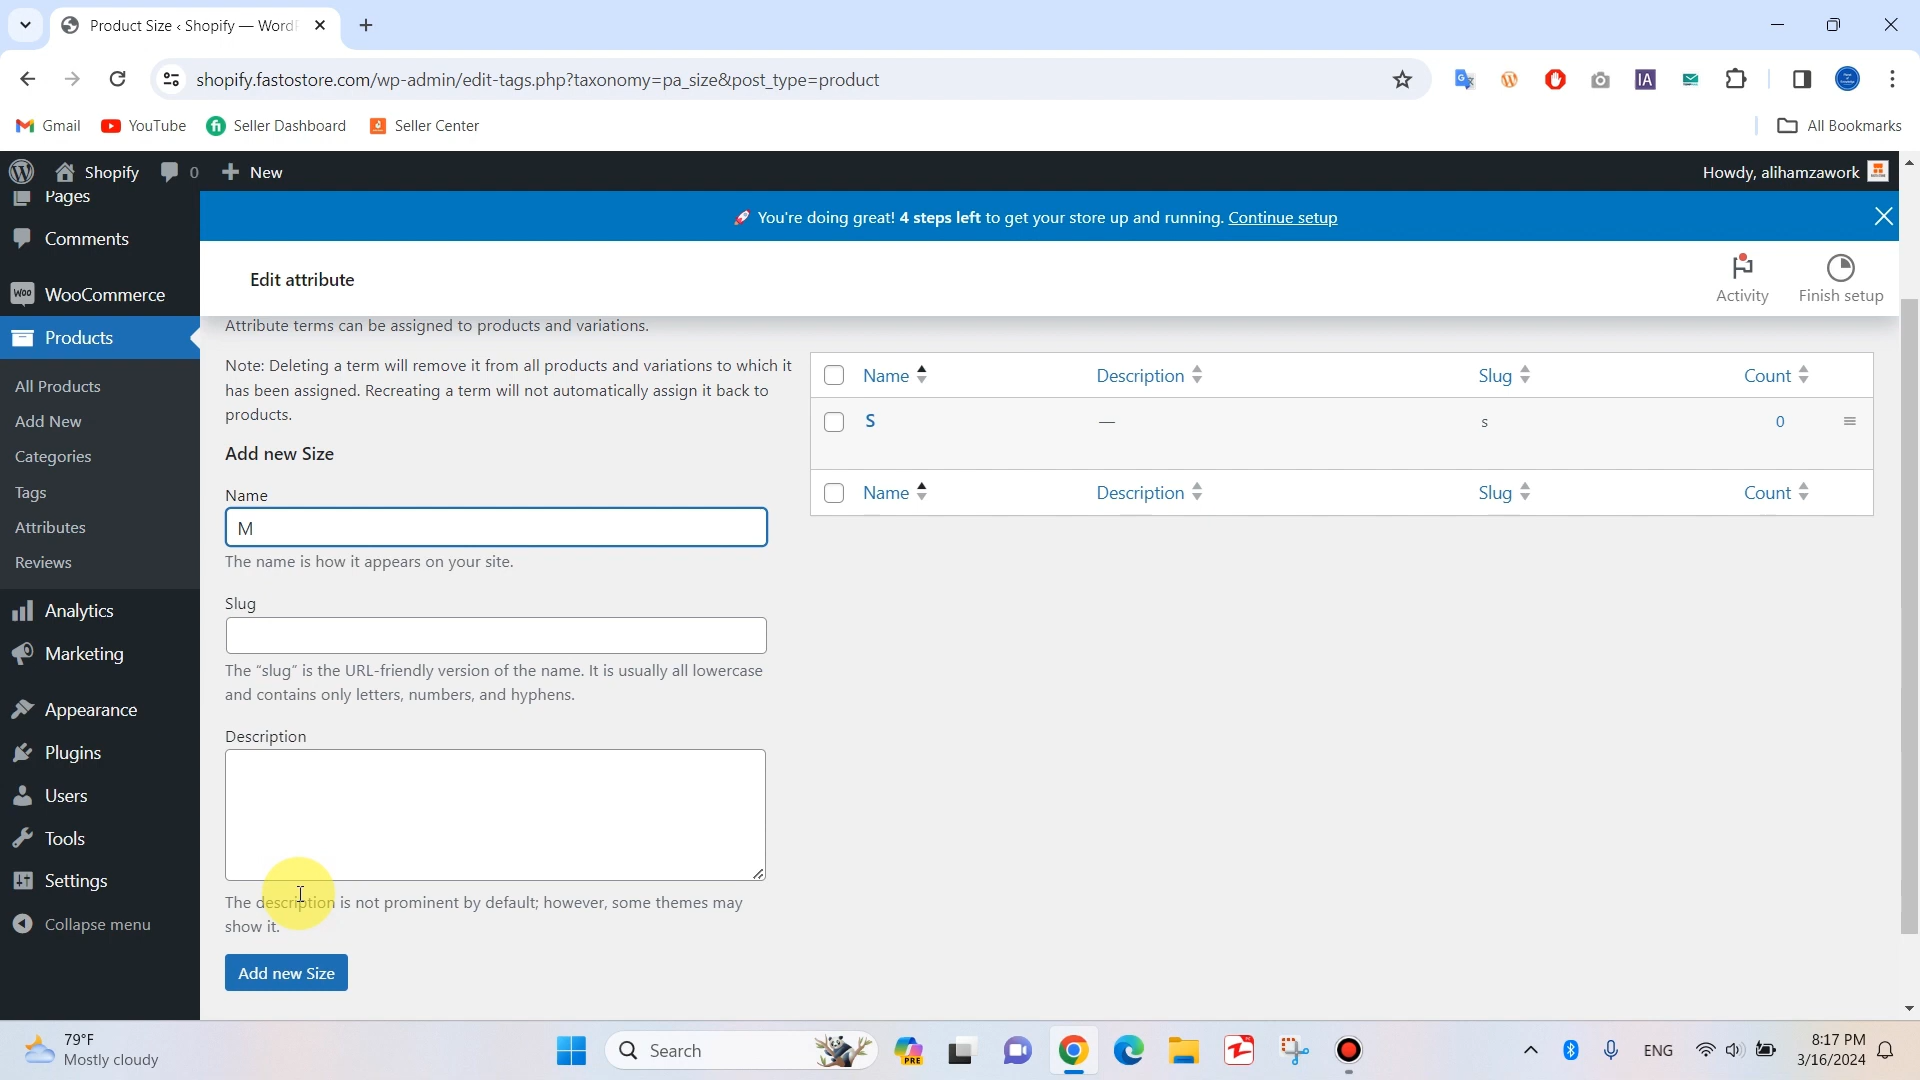 Product Size ‹ Shopify — WordP
shopify.fastostore.com/wp-admin/edit-tags.php?taxonomy=pa_size&post_type=product
IA
Gmail
YouTube
fi
Seller Dashboard
Seller Center
All Bookmarks
Shopify
0
New
Howdy, alihamzawork
Pages
Comments
Woo
WooCommerce
Products
All Products
Add New
Categories
Tags
Attributes
Reviews
Analytics
Marketing
Appearance
Plugins
Users
Tools
Settings
Collapse menu
🚀 You're doing great! 4 steps left to get your store up and running. Continue setup
Edit attribute
Activity
Finish setup
Attribute terms can be assigned to products and variations.
Note: Deleting a term will remove it from all products and variations to which it
has been assigned. Recreating a term will not automatically assign it back to
products.
Add new Size
Name
M
The name is how it appears on your site.
Slug
The “slug” is the URL-friendly version of the name. It is usually all lowercase
and contains only letters, numbers, and hyphens.
Description
The description is not prominent by default; however, some themes may
show it.
Add new Size
Name Description Slug Count
S — s 0
Name Description Slug Count
79°F
Mostly cloudy
Search
PRE
ENG
8:17 PM
3/16/2024